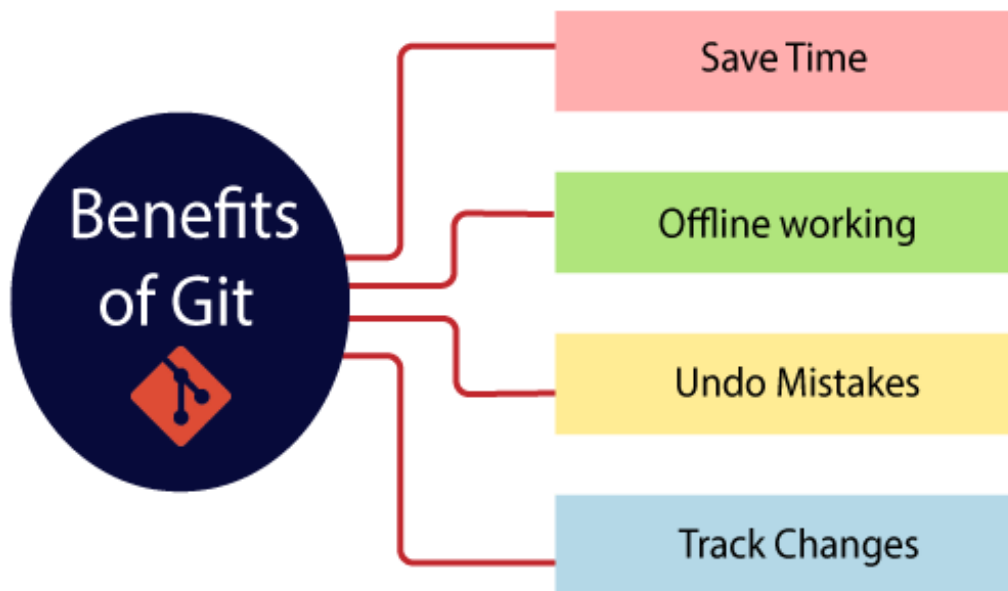 Benefits
of Git
Save Time
Offline working
Undo Mistakes
Track Changes